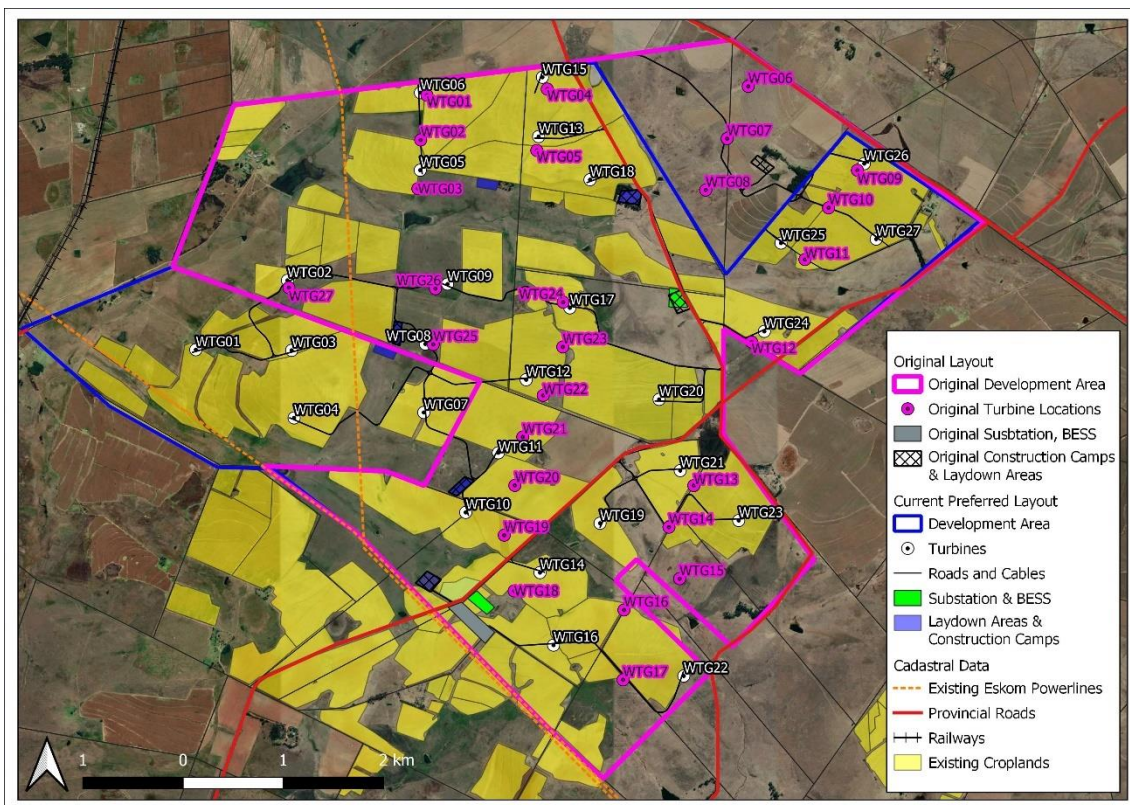 WTG15
WTG06
WTG06
WTG04
WTG01
WTG13
WTG07
WTG02
WTG05
WTG26
WTG05
WTG09
WTG18
WTG08
WTG03
WTG10
WTG25
WTG27
WTG11
WTG02
WTG26
WTG09
WTG27
WTG24
WTG17
WTG24
WTG08
WTG25
WTG23
WTG12
WTG01
WTG03
WTG12
WTG22
WTG20
WTG04
WTG07
WTG21
WTG11
WTG21
WTG20
WTG13
WTG10
WTG19
WTG19
WTG14
WTG23
WTG14
WTG15
WTG18
WTG16
WTG16
WTG22
WTG17
Original Layout
Original Development Area
Original Turbine Locations
Original Susbtation, BESS
Original Construction Camps
& Laydown Areas
Current Preferred Layout
Development Area
Turbines
Roads and Cables
Substation & BESS
Laydown Areas &
Construction Camps
Cadastral Data
Existing Eskom Powerlines
Provincial Roads
Railways
Existing Croplands
1 0 1 2 km